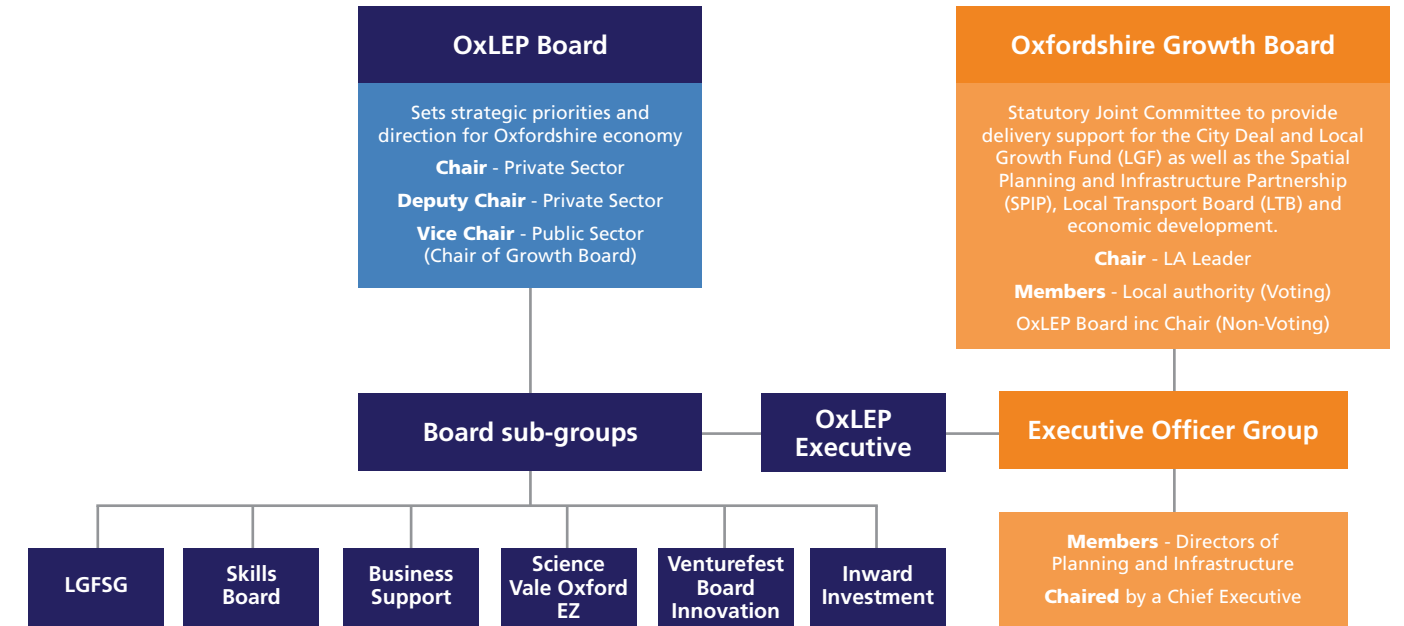 OxLEP Board
Sets strategic priorities and
direction for Oxfordshire economy
Chair - Private Sector
Deputy Chair - Private Sector
Vice Chair - Public Sector
(Chair of Growth Board)
Oxfordshire Growth Board
Statutory Joint Committee to provide
delivery support for the City Deal and Local
Growth Fund (LGF) as well as the Spatial
Planning and Infrastructure Partnership
(SPIP), Local Transport Board (LTB) and
economic development.
Chair - LA Leader
Members - Local authority (Voting)
OxLEP Board inc Chair (Non-Voting)
Board sub-groups
OxLEP
Executive
Executive Officer Group
LGFSG
Skills
Board
Business
Support
Science
Vale Oxford
EZ
Venturefest
Board
Innovation
Inward
Investment
Members - Directors of
Planning and Infrastructure
Chaired by a Chief Executive